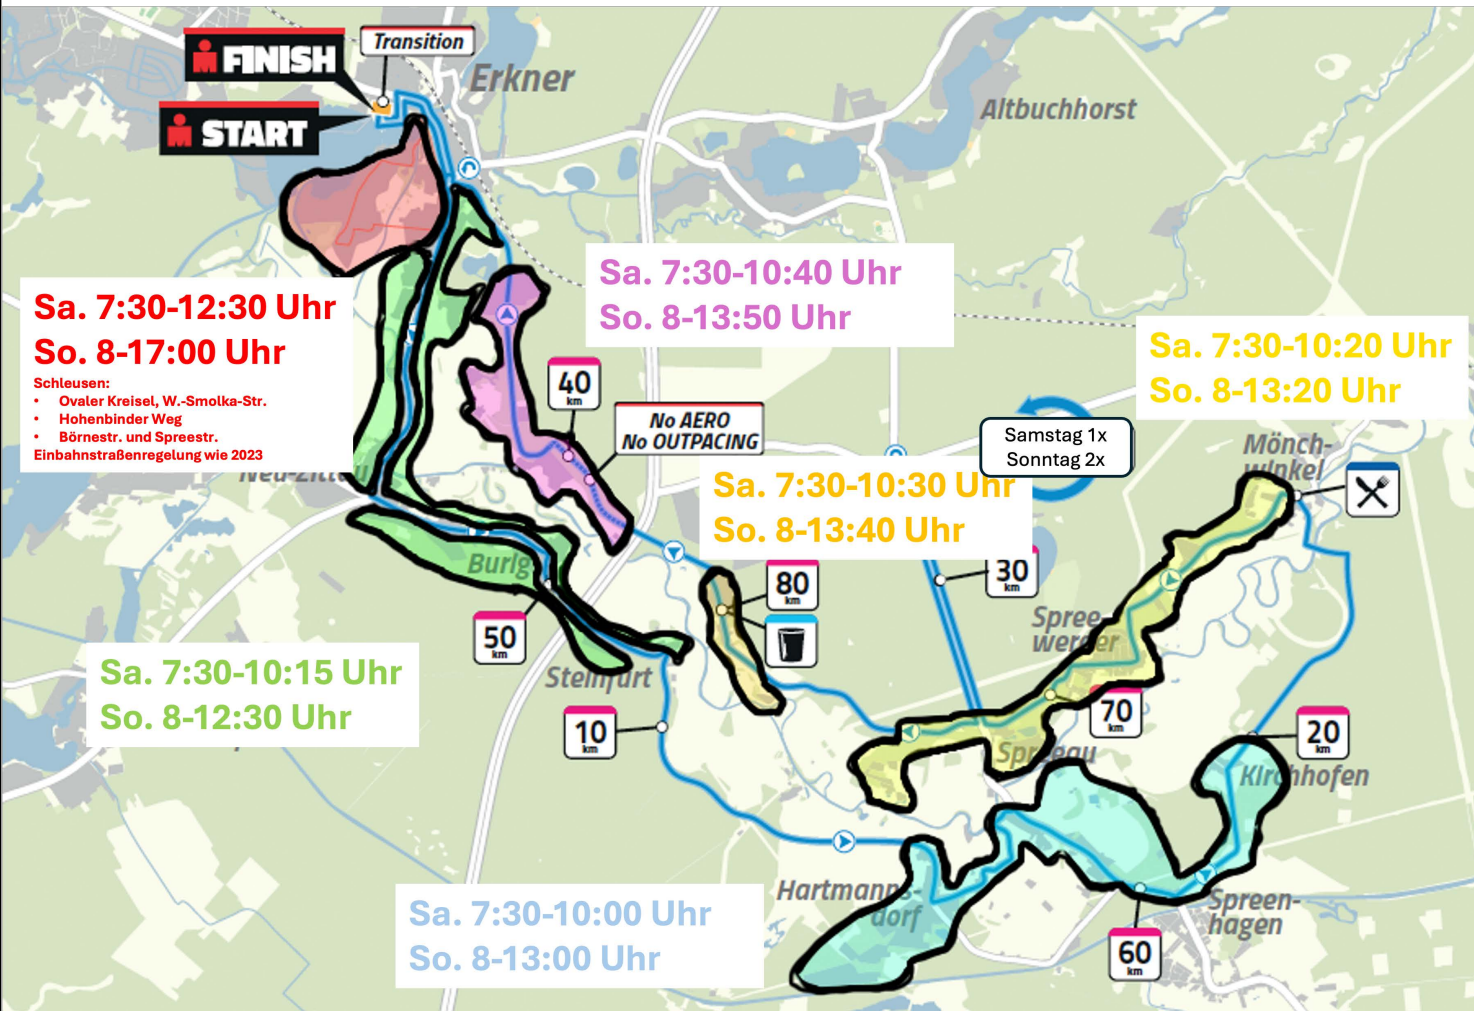 FINISH
Transition
START
Erkner
Altbuchhorst
Sa. 7:30-12:30 Uhr
So. 8-17:00 Uhr
Schleusen:
• Ovaler Kreisel, W.-Smolka-Str.
• Hohenbinder Weg
• Börnestr. und Spreestr.
Einbahnstraßenregelung wie 2023
Neu-Zittau
Sa. 7:30-10:40 Uhr
So. 8-13:50 Uhr
40
km
No AERO
No OUTPACING
Sa. 7:30-10:20 Uhr
So. 8-13:20 Uhr
Samstag 1x
Sonntag 2x
Mönch-
winkel
Sa. 7:30-10:30 Uhr
So. 8-13:40 Uhr
30
km
80
km
Burig
50
km
Steinfurt
Spree-
werder
70
km
Sa. 7:30-10:15 Uhr
So. 8-12:30 Uhr
10
km
20
km
Spreeau
Kirchhofen
Hartmanns-
dorf
Spreen-
hagen
60
km
Sa. 7:30-10:00 Uhr
So. 8-13:00 Uhr